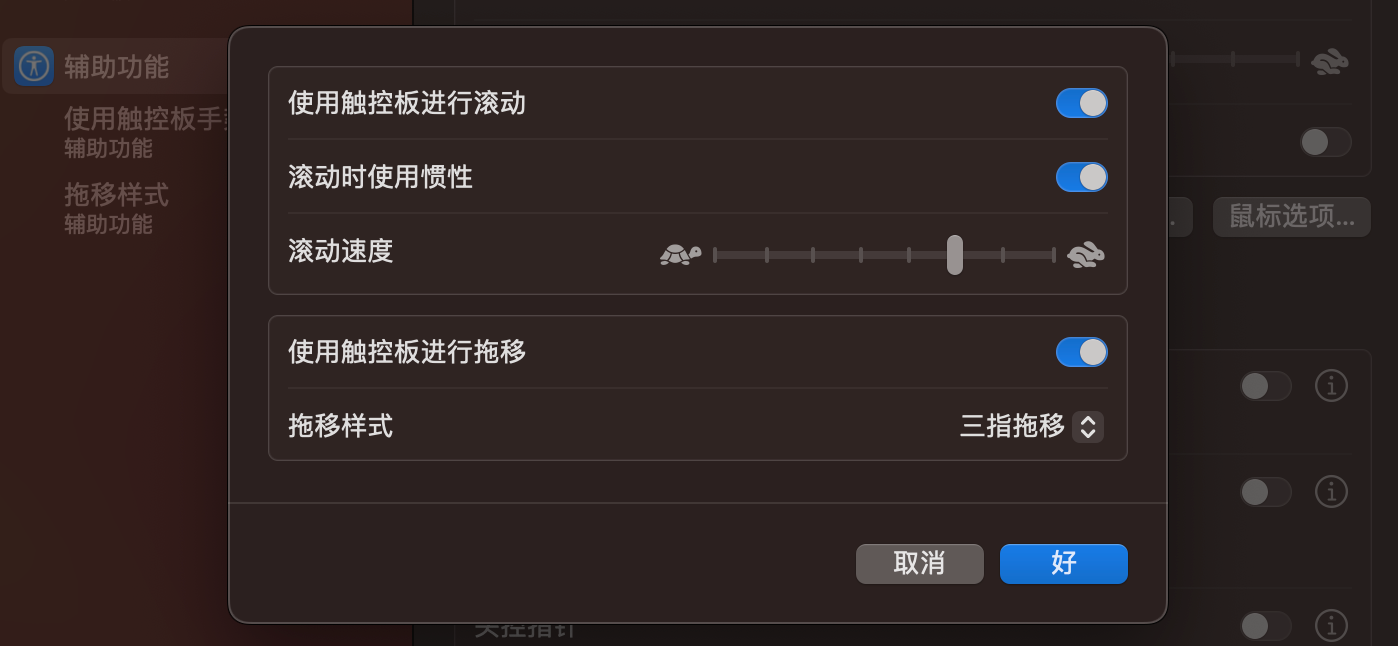 辅助功能
使用触控板手
辅助功能
拖移样式
辅助功能
使用触控板进行滚动
滚动时使用惯性
滚动速度
使用触控板进行拖移
拖移样式
三指拖移
取消
好
鼠标选项...